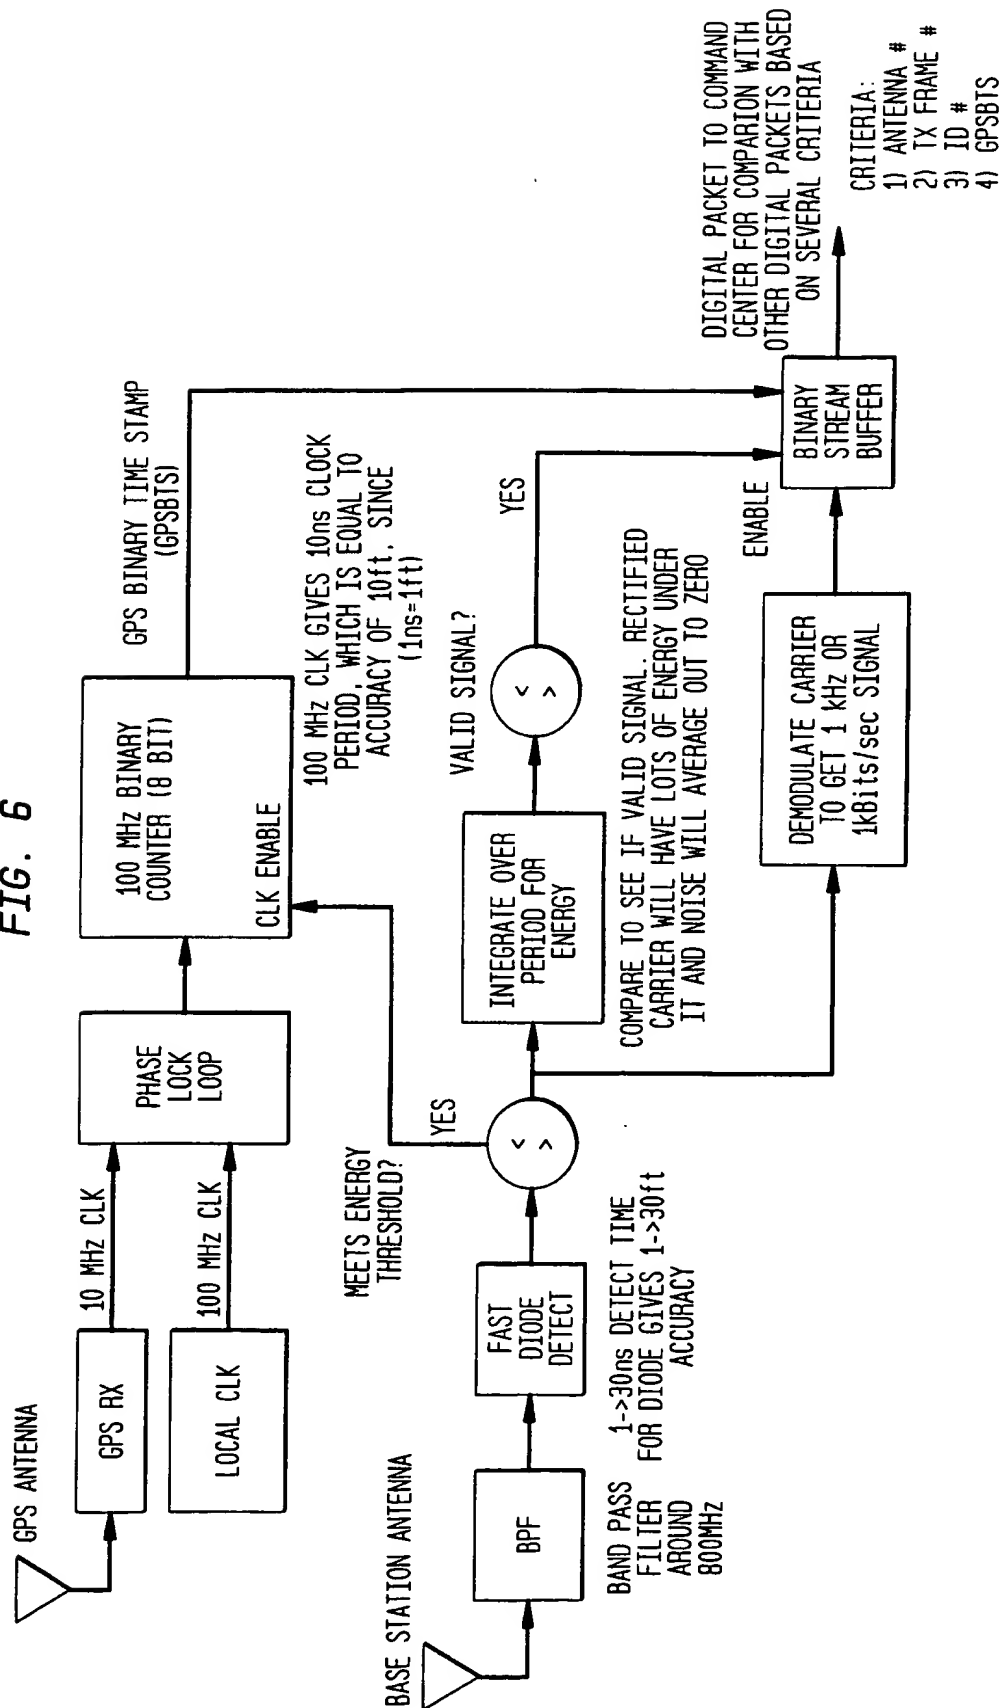 FIG. 6
GPS ANTENNA
GPS RX
10 MHz CLK
LOCAL CLK
100 MHz CLK
PHASE
LOCK
LOOP
100 MHz BINARY
COUNTER (8 BIT)
CLK ENABLE
GPS BINARY TIME STAMP
(GPSBTS)
100 MHz CLK GIVES 10ns CLOCK
PERIOD, WHICH IS EQUAL TO
ACCURACY OF 10ft. SINCE
(1ns=1ft)
BASE STATION ANTENNA
BPF
BAND PASS
FILTER
AROUND
800MHz
FAST
DIODE
DETECT
1->30ns DETECT TIME
FOR DIODE GIVES 1->30ft
ACCURACY
MEETS ENERGY
THRESHOLD?
YES
< >
INTEGRATE OVER
PERIOD FOR
ENERGY
VALID SIGNAL?
< >
YES
COMPARE TO SEE IF VALID SIGNAL. RECTIFIED
CARRIER WILL HAVE LOTS OF ENERGY UNDER
IT AND NOISE WILL AVERAGE OUT TO ZERO
DEMODULATE CARRIER
TO GET 1 kHz OR
1kBits/sec SIGNAL
ENABLE
BINARY
STREAM
BUFFER
DIGITAL PACKET TO COMMAND
CENTER FOR COMPARION WITH
OTHER DIGITAL PACKETS BASED
ON SEVERAL CRITERIA
CRITERIA:
1) ANTENNA #
2) TX FRAME #
3) ID #
4) GPSBTS